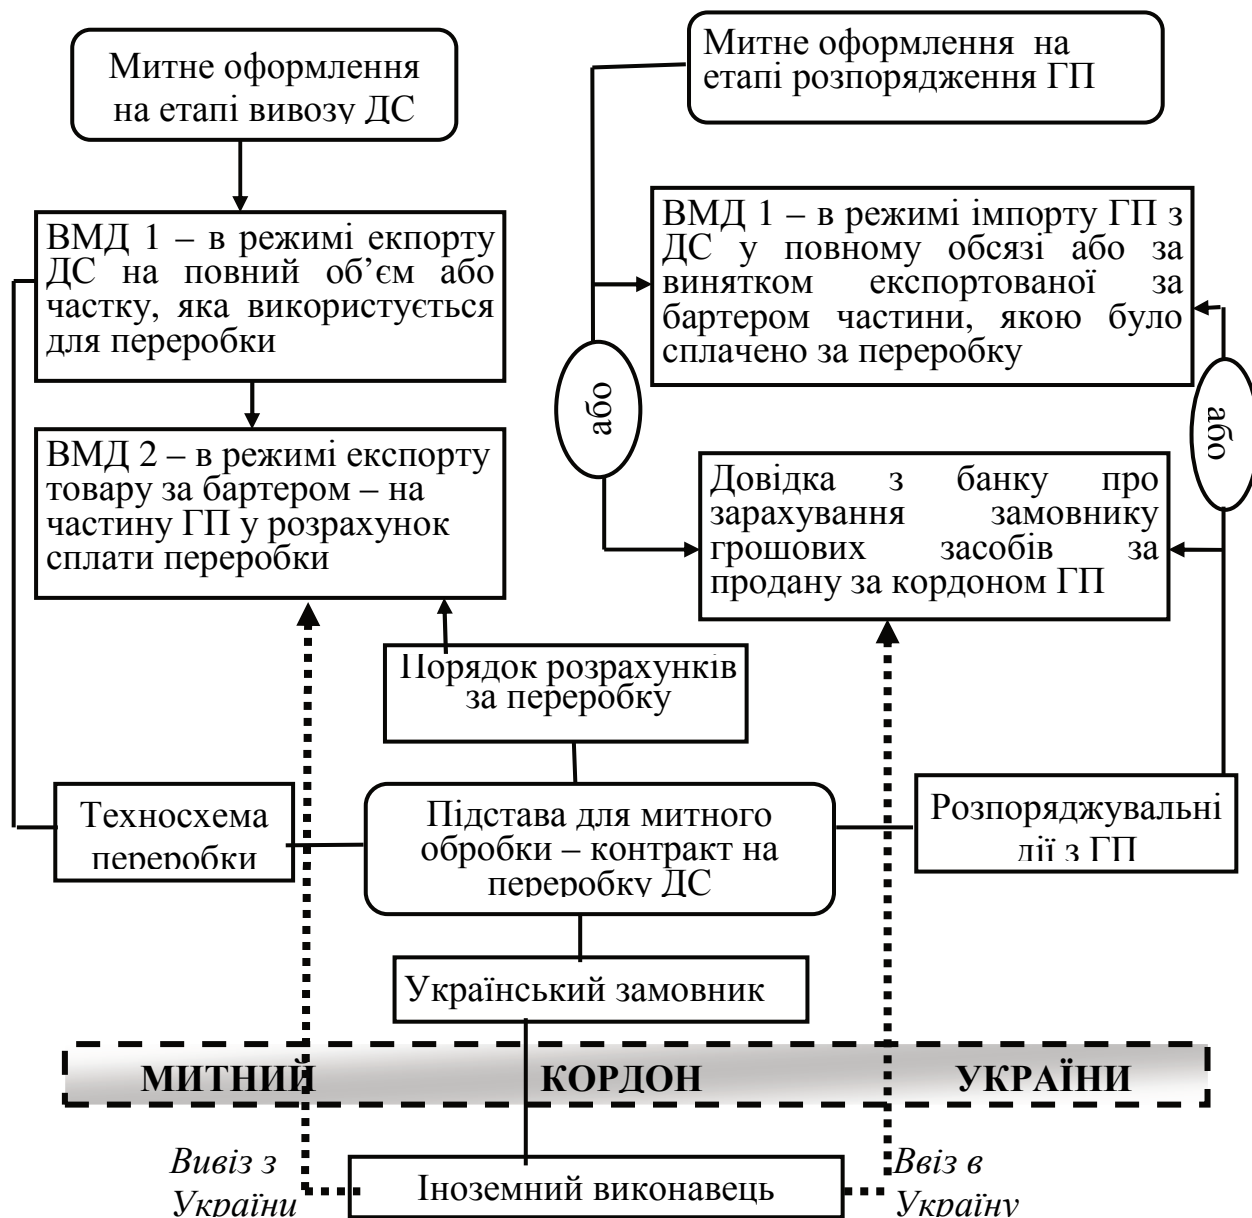 Митне оформлення
на етапі вивозу ДС
Митне оформлення на
етапі розпорядження ГП
ВМД 1 – в режимі екпорту
ДС на повний об’єм або
частку, яка використується
для переробки
ВМД 1 – в режимі імпорту ГП з
ДС у повному обсязі або за
винятком експортованої за
бартером частини, якою було
сплачено за переробку
або
або
ВМД 2 – в режимі експорту
товару за бартером – на
частину ГП у розрахунок
сплати переробки
Довідка з банку про
зарахування замовнику
грошових засобів за
продану за кордоном ГП
Порядок розрахунків
за переробку
Техносхема
переробки
Підстава для митного
обробки – контракт на
переробку ДС
Розпоряджувальні
дії з ГП
Український замовник
МИТНИЙ КОРДОН УКРАЇНИ
Вивіз з
України
Іноземний виконавець
Ввіз в
Україну